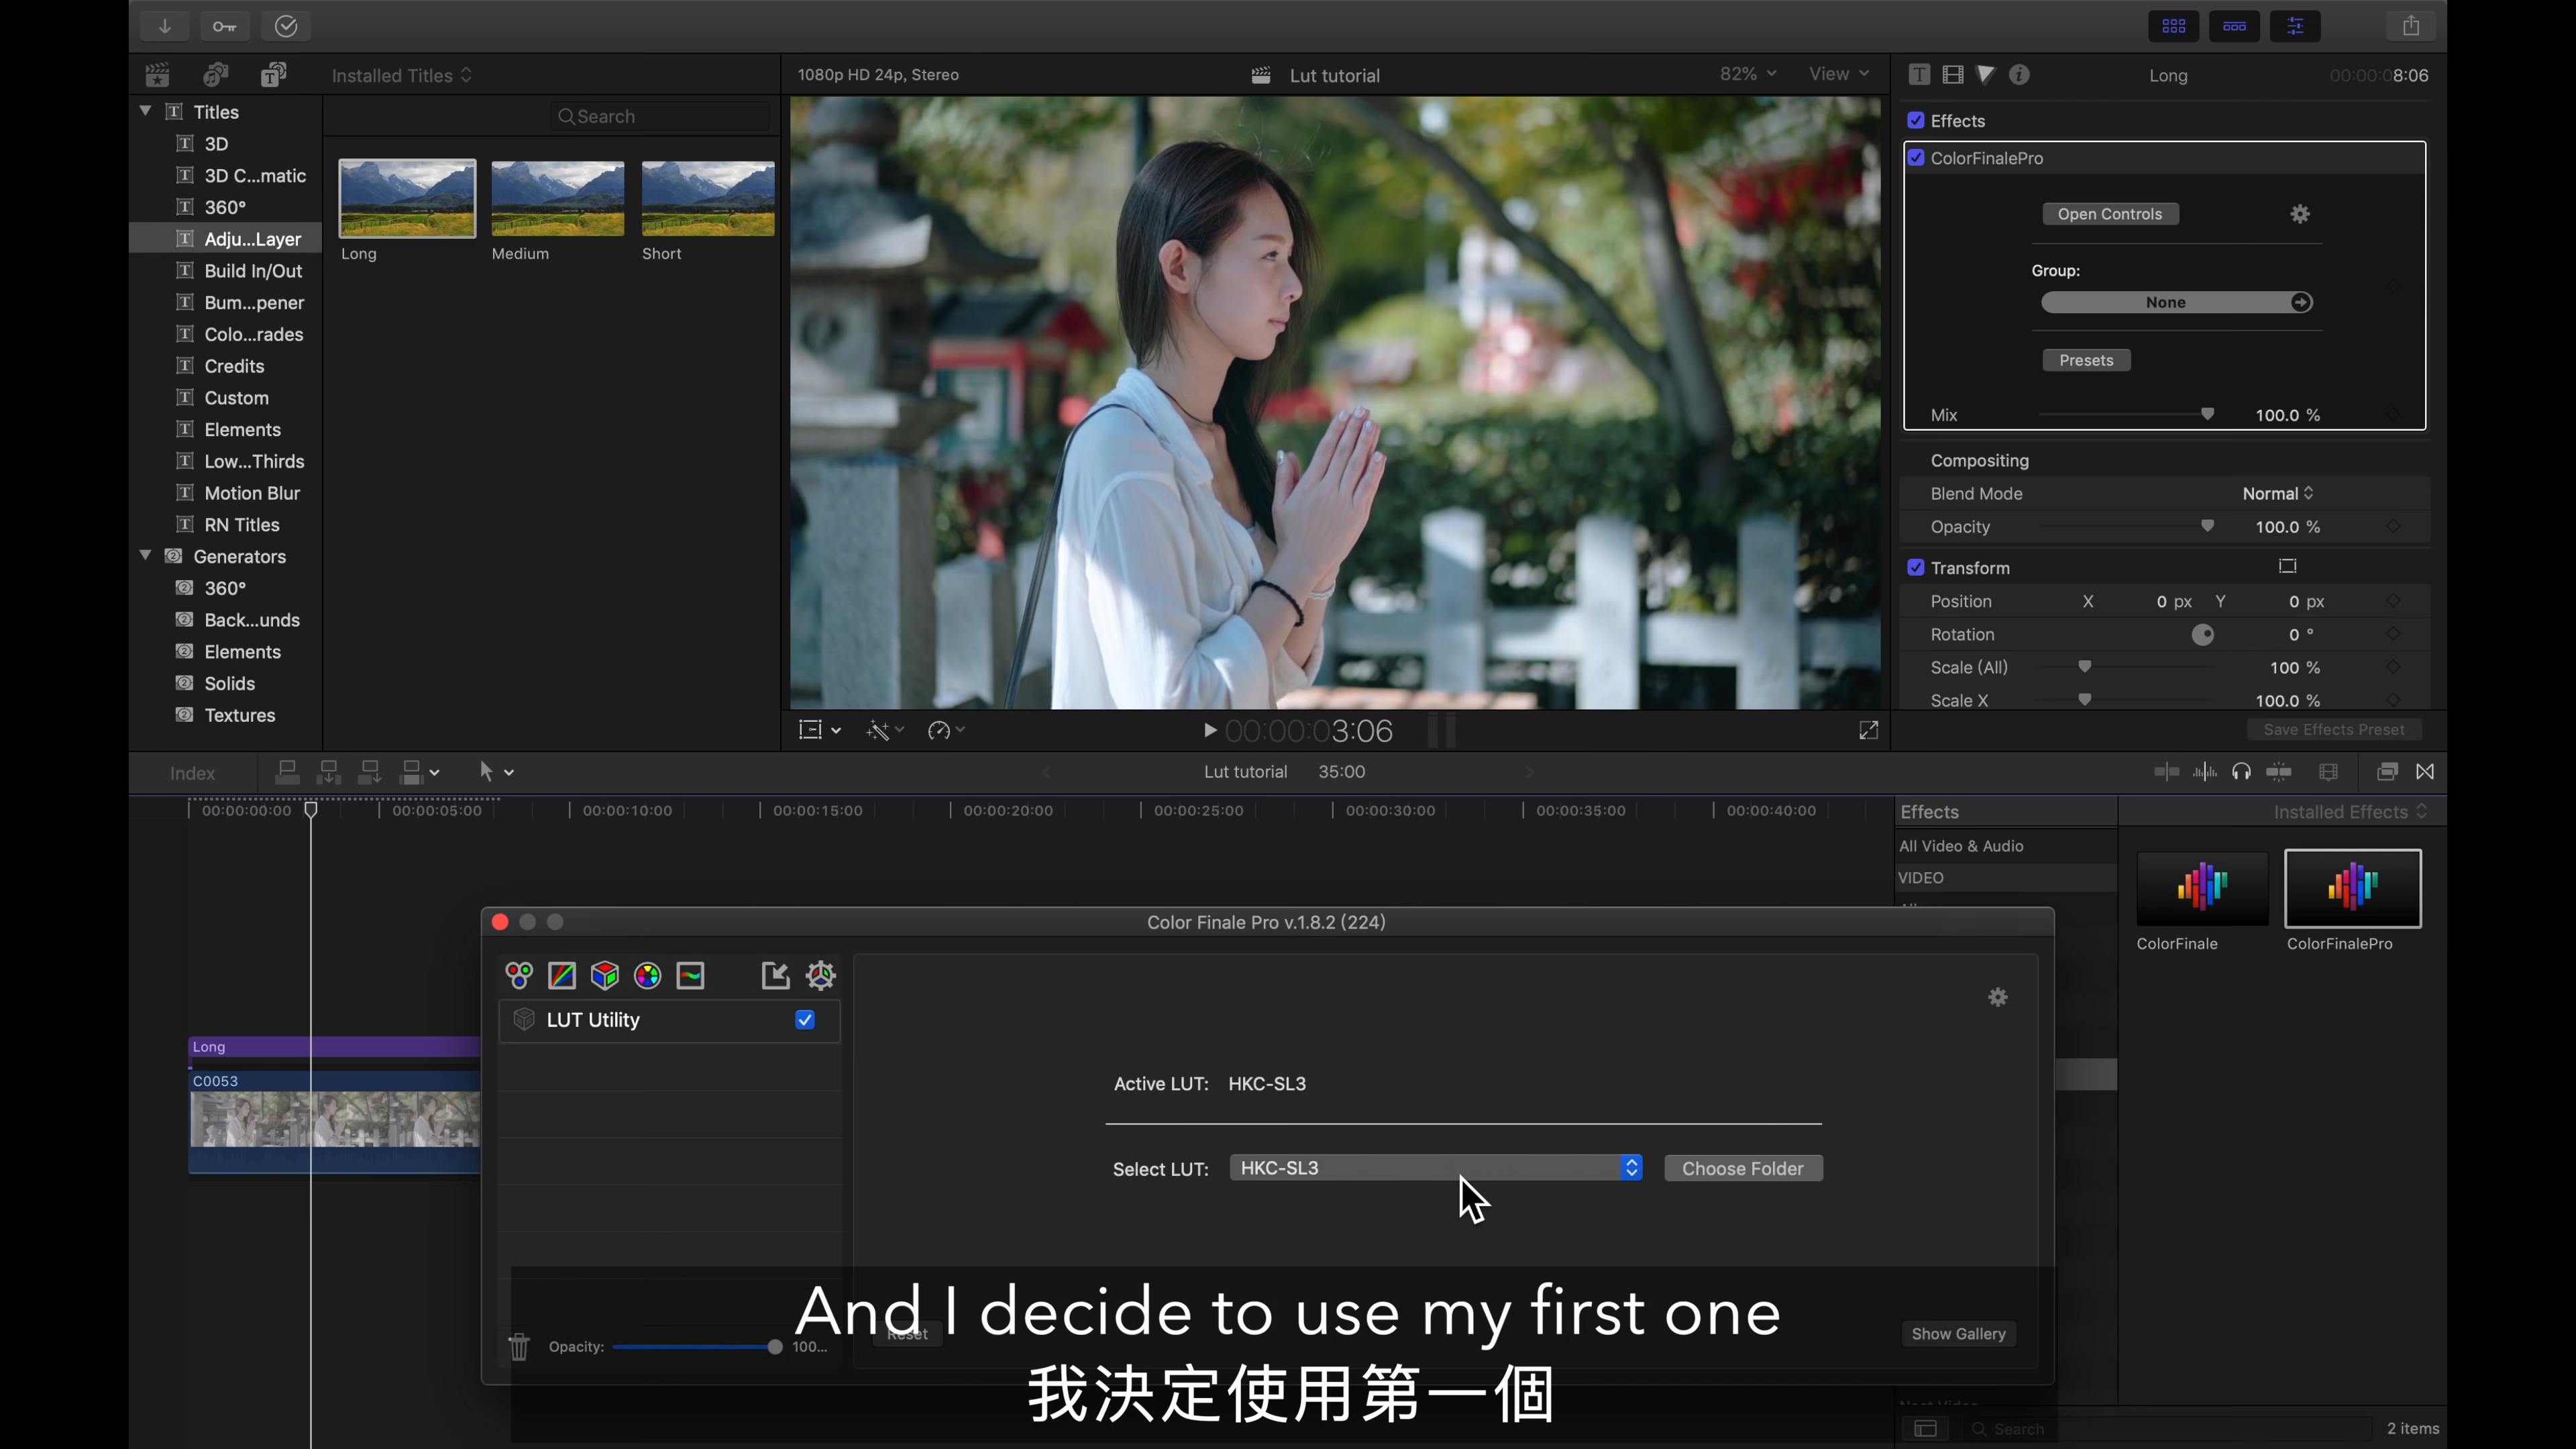 Installed Titles
1080p HD 24p, Stereo
Lut tutorial
82%
View
Long
00:00:08:06
Titles
3D
3D C...matic
360°
Adju...Layer
Build In/Out
Bum...pener
Colo...rades
Credits
Custom
Elements
Low...Thirds
Motion Blur
RN Titles
Generators
360°
Back...unds
Elements
Solids
Textures
Search
Long
Medium
Short
Effects
ColorFinalePro
Open Controls
Group:
None
Presets
Mix 100.0 %
Compositing
Blend Mode Normal
Opacity 100.0 %
Transform
Position X 0 px Y 0 px
Rotation 0 °
Scale (All) 100 %
Scale X 100.0 %
Save Effects Preset
00:00:03:06
Index
Lut tutorial 35:00
00:00:00:00
00:00:05:00
00:00:10:00
00:00:15:00
00:00:20:00
00:00:25:00
00:00:30:00
00:00:35:00
00:00:40:00
Effects
Installed Effects
All Video & Audio
VIDEO
ColorFinale
ColorFinalePro
Long
C0053
Color Finale Pro v.1.8.2 (224)
LUT Utility
Active LUT: HKC-SL3
Select LUT: HKC-SL3
Choose Folder
Opacity: 100...
Reset
Show Gallery
And I decide to use my first one
我決定使用第一個
Search
2 items